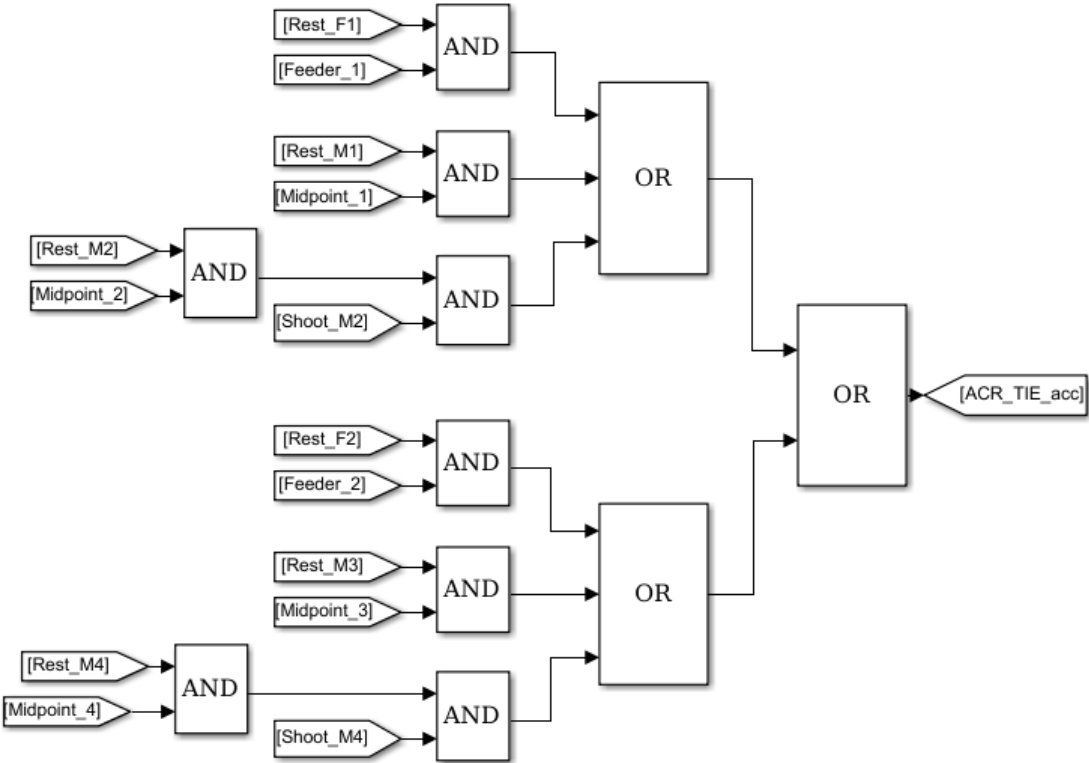 [Rest_F1]
AND
[Feeder_1]
[Rest_M1]
AND
[Midpoint_1]
OR
[Rest_M2]
AND
[Midpoint_2]
AND
[Shoot_M2]
OR
[ACR_TIE_acc]
[Rest_F2]
AND
[Feeder_2]
[Rest_M3]
AND
[Midpoint_3]
OR
[Rest_M4]
AND
[Midpoint_4]
AND
[Shoot_M4]